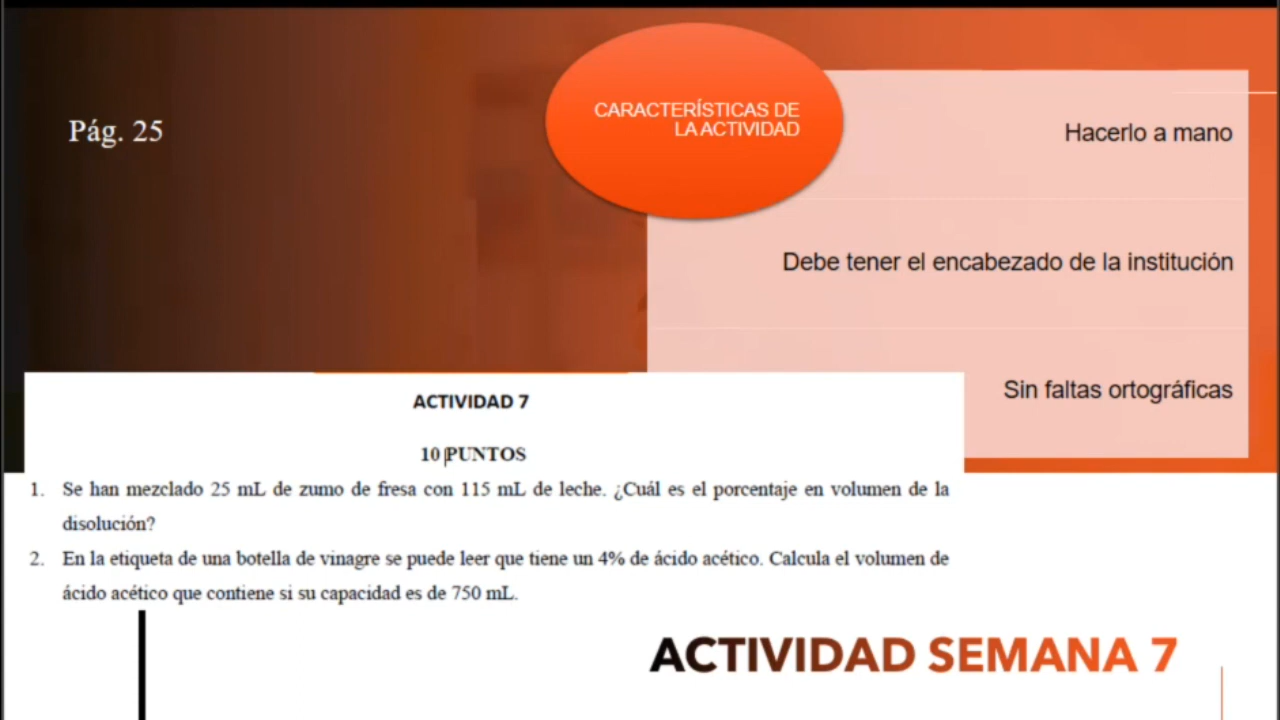 Pág. 25
CARACTERÍSTICAS DE
LA ACTIVIDAD
Hacerlo a mano
Debe tener el encabezado de la institución
Sin faltas ortográficas
ACTIVIDAD 7
10 PUNTOS
1. Se han mezclado 25 mL de zumo de fresa con 115 mL de leche. ¿Cuál es el porcentaje en volumen de la
disolución?
2. En la etiqueta de una botella de vinagre se puede leer que tiene un 4% de ácido acético. Calcula el volumen de
ácido acético que contiene si su capacidad es de 750 mL.
ACTIVIDAD SEMANA 7